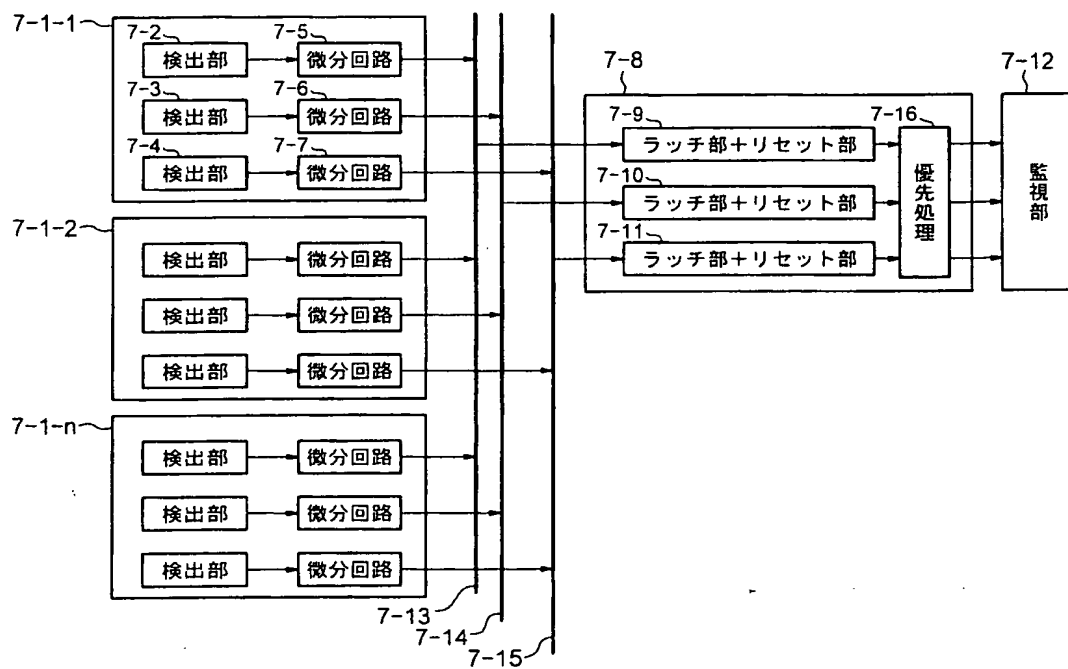 7-1-1
7-2
7-5
検出部
微分回路
7-3
7-6
検出部
微分回路
7-4
7-7
検出部
微分回路
7-1-2
検出部
微分回路
検出部
微分回路
検出部
微分回路
7-1-n
検出部
微分回路
検出部
微分回路
検出部
微分回路
7-13
7-14
7-15
7-8
7-9
ラッチ部+リセット部
7-10
ラッチ部+リセット部
7-11
ラッチ部+リセット部
7-16
優先処理
7-12
監視部